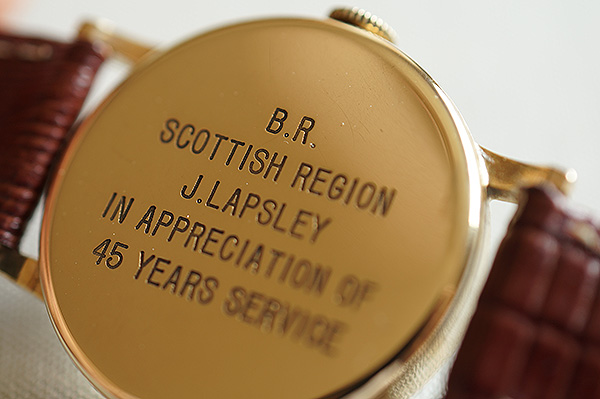 B.R.
SCOTTISH REGION
J.LAPSLEY
IN APPRECIATION OF
45 YEARS SERVICE